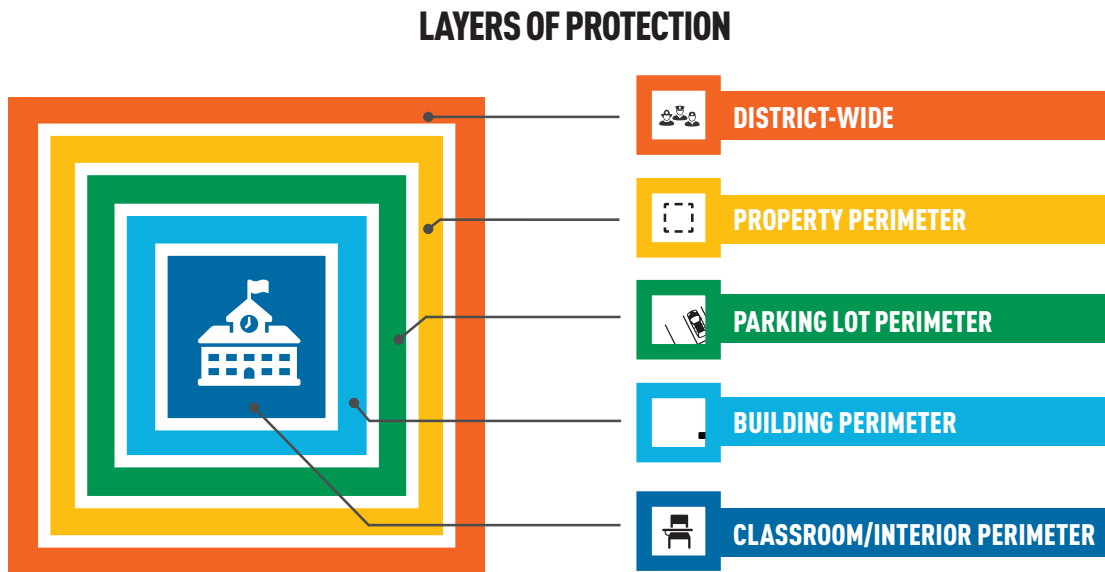 LAYERS OF PROTECTION
DISTRICT-WIDE
PROPERTY PERIMETER
PARKING LOT PERIMETER
BUILDING PERIMETER
CLASSROOM/INTERIOR PERIMETER